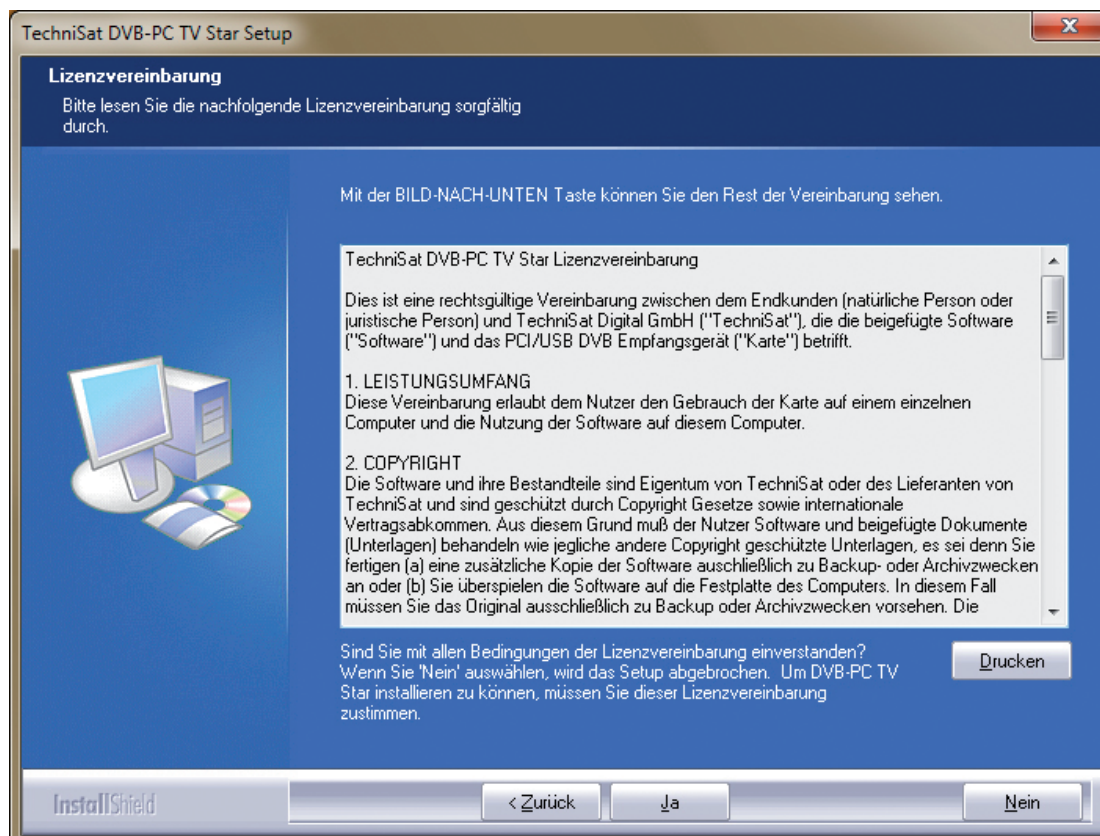 TechniSat DVB-PC TV Star Setup
Lizenzvereinbarung
Bitte lesen Sie die nachfolgende Lizenzvereinbarung sorgfältig
durch.
Mit der BILD-NACH-UNTEN Taste können Sie den Rest der Vereinbarung sehen.
TechniSat DVB-PC TV Star Lizenzvereinbarung
Dies ist eine rechtsgültige Vereinbarung zwischen dem Endkunden (natürliche Person oder
juristische Person) und TechniSat Digital GmbH ("TechniSat"), die die beigefügte Software
("Software") und das PCI/USB DVB Empfangsgerät ("Karte") betrifft.
1. LEISTUNGSUMFANG
Diese Vereinbarung erlaubt dem Nutzer den Gebrauch der Karte auf einem einzelnen
Computer und die Nutzung der Software auf diesem Computer.
2. COPYRIGHT
Die Software und ihre Bestandteile sind Eigentum von TechniSat oder des Lieferanten von
TechniSat und sind geschützt durch Copyright Gesetze sowie internationale
Vertragsabkommen. Aus diesem Grund muß der Nutzer Software und beigefügte Dokumente
(Unterlagen) behandeln wie jegliche andere Copyright geschützte Unterlagen, es sei denn Sie
fertigen (a) eine zusätzliche Kopie der Software auschließlich zu Backup- oder Archivzwecken
an oder (b) Sie überspielen die Software auf die Festplatte des Computers. In diesem Fall
müssen Sie das Original ausschließlich zu Backup oder Archivzwecken vorsehen. Die
Sind Sie mit allen Bedingungen der Lizenzvereinbarung einverstanden?
Wenn Sie 'Nein' auswählen, wird das Setup abgebrochen.  Um DVB-PC TV
Star installieren zu können, müssen Sie dieser Lizenzvereinbarung
zustimmen.
Drucken
InstallShield
< Zurück
Ja
Nein